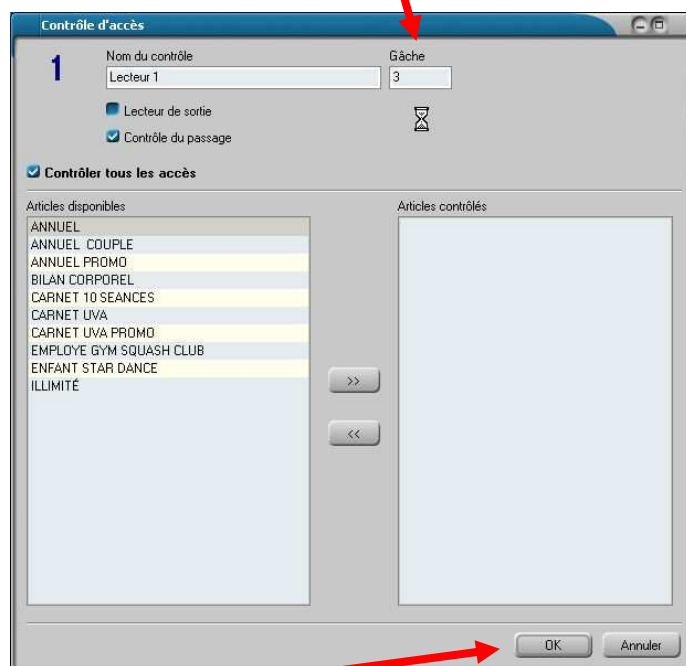 Contrôle d'accès
1
Nom du contrôle
Gâche
Lecteur 1
3
Lecteur de sortie
Contrôle du passage
Contrôler tous les accès
Articles disponibles
Articles contrôlés
ANNUEL
ANNUEL COUPLE
ANNUEL PROMO
BILAN CORPOREL
CARNET 10 SEANCES
CARNET UVA
CARNET UVA PROMO
EMPLOYE GYM SQUASH CLUB
ENFANT STAR DANCE
ILLIMITÉ
>>
<<
OK
Annuler